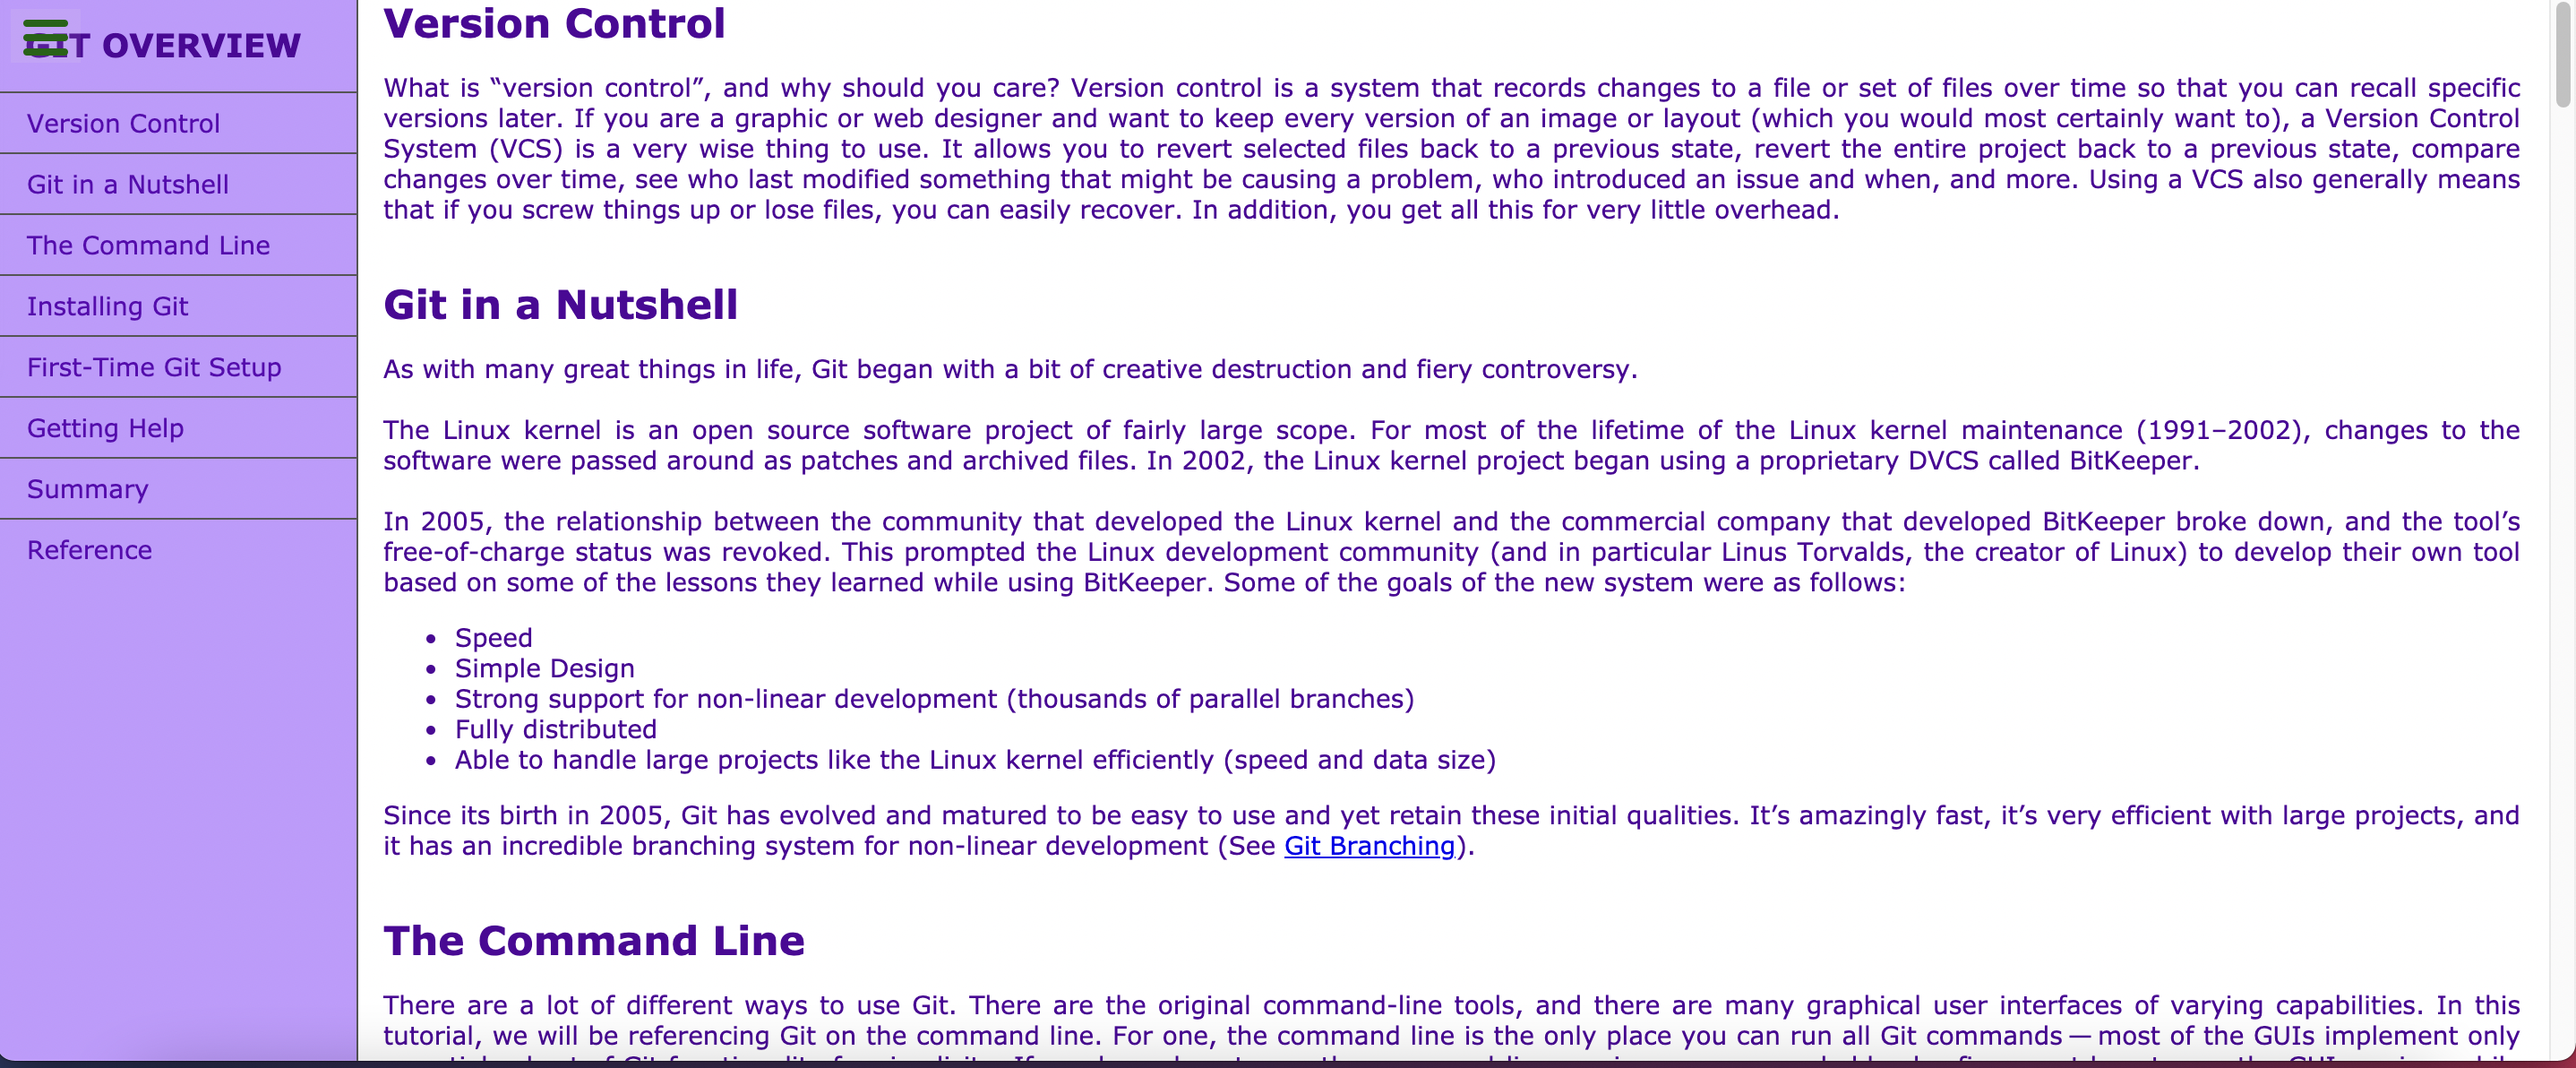 GIT OVERVIEW
Version Control
Git in a Nutshell
The Command Line
Installing Git
First-Time Git Setup
Getting Help
Summary
Reference
Version Control
What is “version control”, and why should you care? Version control is a system that records changes to a file or set of files over time so that you can recall specific
versions later. If you are a graphic or web designer and want to keep every version of an image or layout (which you would most certainly want to), a Version Control
System (VCS) is a very wise thing to use. It allows you to revert selected files back to a previous state, revert the entire project back to a previous state, compare
changes over time, see who last modified something that might be causing a problem, who introduced an issue and when, and more. Using a VCS also generally means
that if you screw things up or lose files, you can easily recover. In addition, you get all this for very little overhead.
Git in a Nutshell
As with many great things in life, Git began with a bit of creative destruction and fiery controversy.
The Linux kernel is an open source software project of fairly large scope. For most of the lifetime of the Linux kernel maintenance (1991–2002), changes to the
software were passed around as patches and archived files. In 2002, the Linux kernel project began using a proprietary DVCS called BitKeeper.
In 2005, the relationship between the community that developed the Linux kernel and the commercial company that developed BitKeeper broke down, and the tool’s
free-of-charge status was revoked. This prompted the Linux development community (and in particular Linus Torvalds, the creator of Linux) to develop their own tool
based on some of the lessons they learned while using BitKeeper. Some of the goals of the new system were as follows:
• Speed
• Simple Design
• Strong support for non-linear development (thousands of parallel branches)
• Fully distributed
• Able to handle large projects like the Linux kernel efficiently (speed and data size)
Since its birth in 2005, Git has evolved and matured to be easy to use and yet retain these initial qualities. It’s amazingly fast, it’s very efficient with large projects, and
it has an incredible branching system for non-linear development (See Git Branching).
The Command Line
There are a lot of different ways to use Git. There are the original command-line tools, and there are many graphical user interfaces of varying capabilities. In this
tutorial, we will be referencing Git on the command line. For one, the command line is the only place you can run all Git commands — most of the GUIs implement only